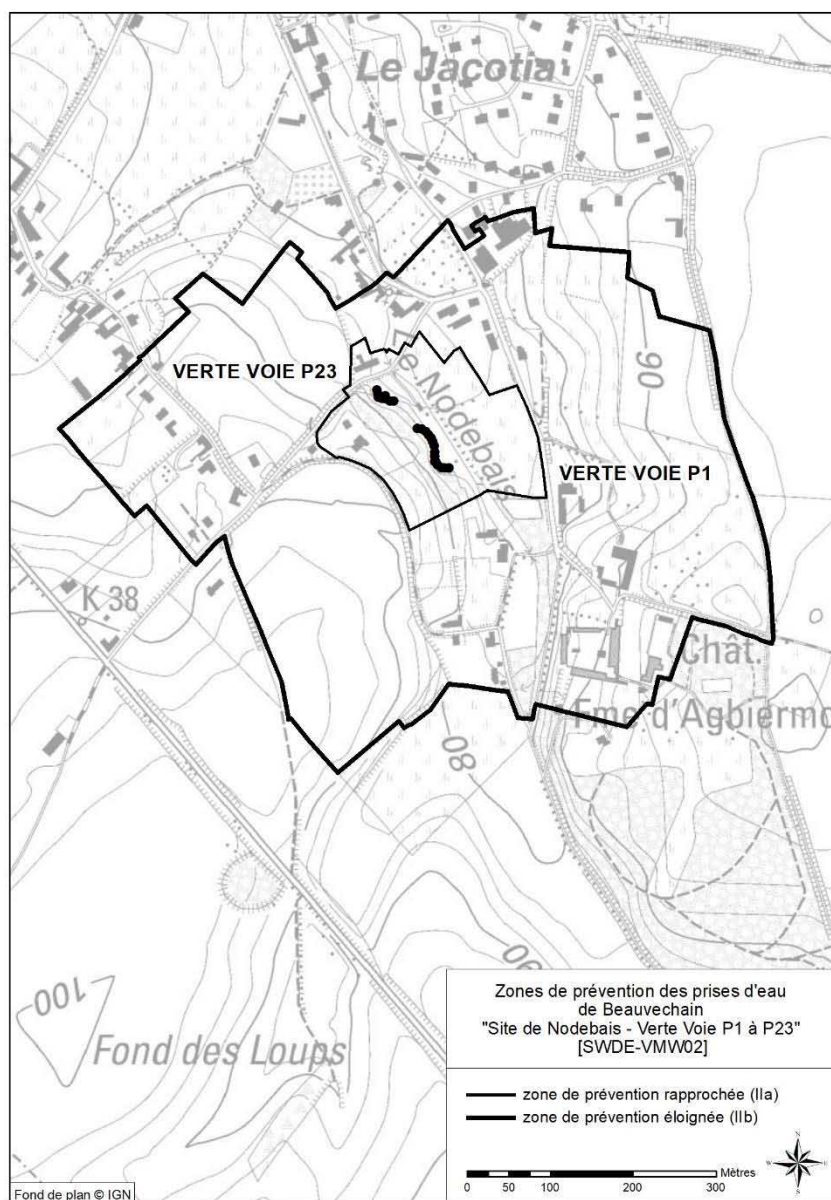 Le Jacotia
VERTE VOIE P23
Le Nodebais
90
VERTE VOIE P1
K 38
Chât.
Fme d'Agbiermo
80
90
100
Fond des Loups
Zones de prévention des prises d'eau
de Beauvechain
"Site de Nodebais - Verte Voie P1 à P23"
[SWDE-VMW02]
zone de prévention rapprochée (IIa)
zone de prévention éloignée (IIb)
Mètres
0 50 100 200 300
N
W E
S
Fond de plan © IGN